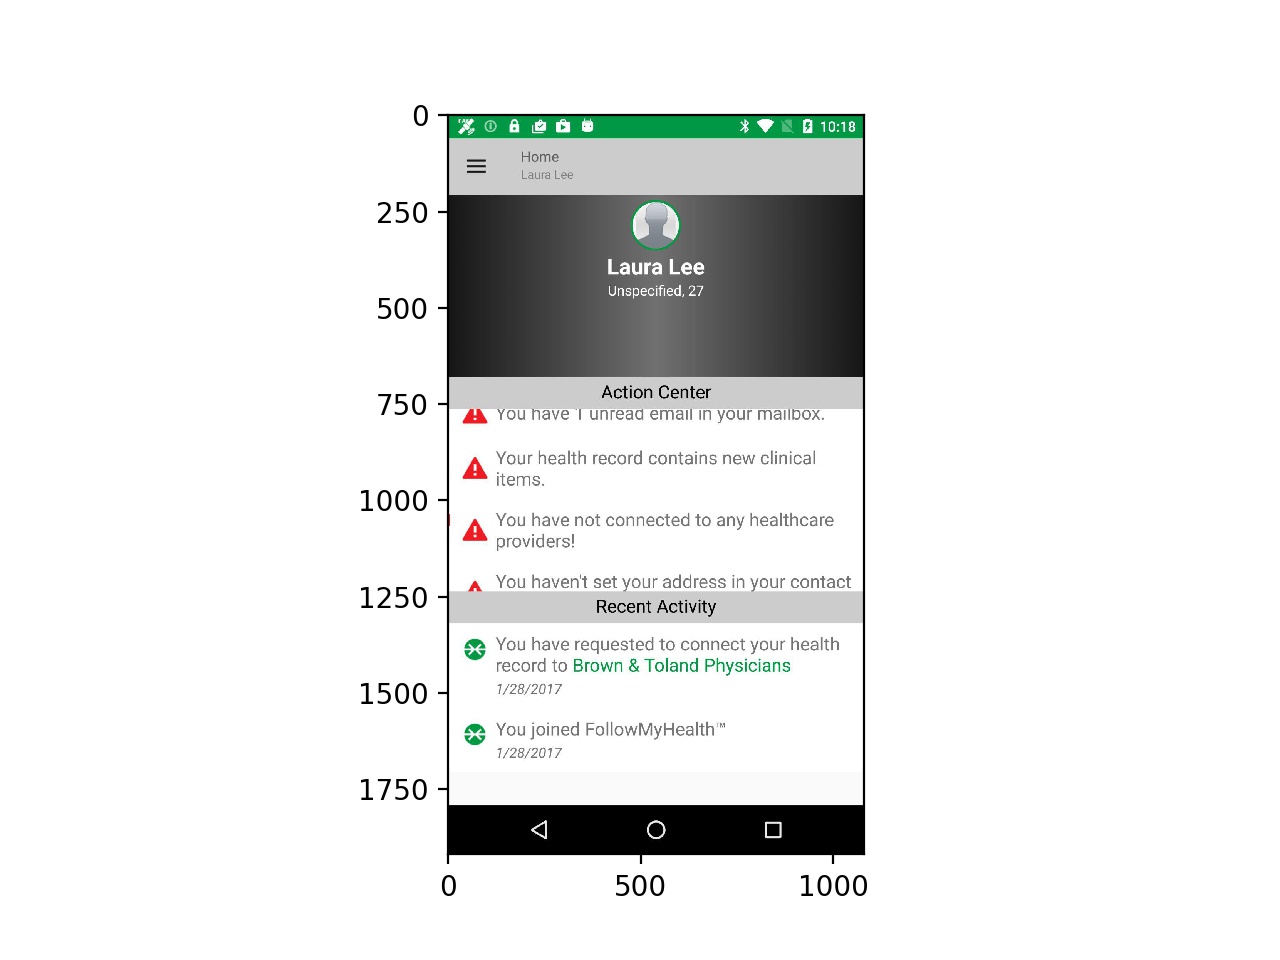 0
250
500
750
1000
1250
1500
1750
10:18
Home
Laura Lee
Laura Lee
Unspecified, 27
Action Center
You have 1 unread email in your mailbox.
Your health record contains new clinical
items.
You have not connected to any healthcare
providers!
You haven't set your address in your contact
Recent Activity
You have requested to connect your health
record to Brown & Toland Physicians
1/28/2017
You joined FollowMyHealth™
1/28/2017
0
500
1000